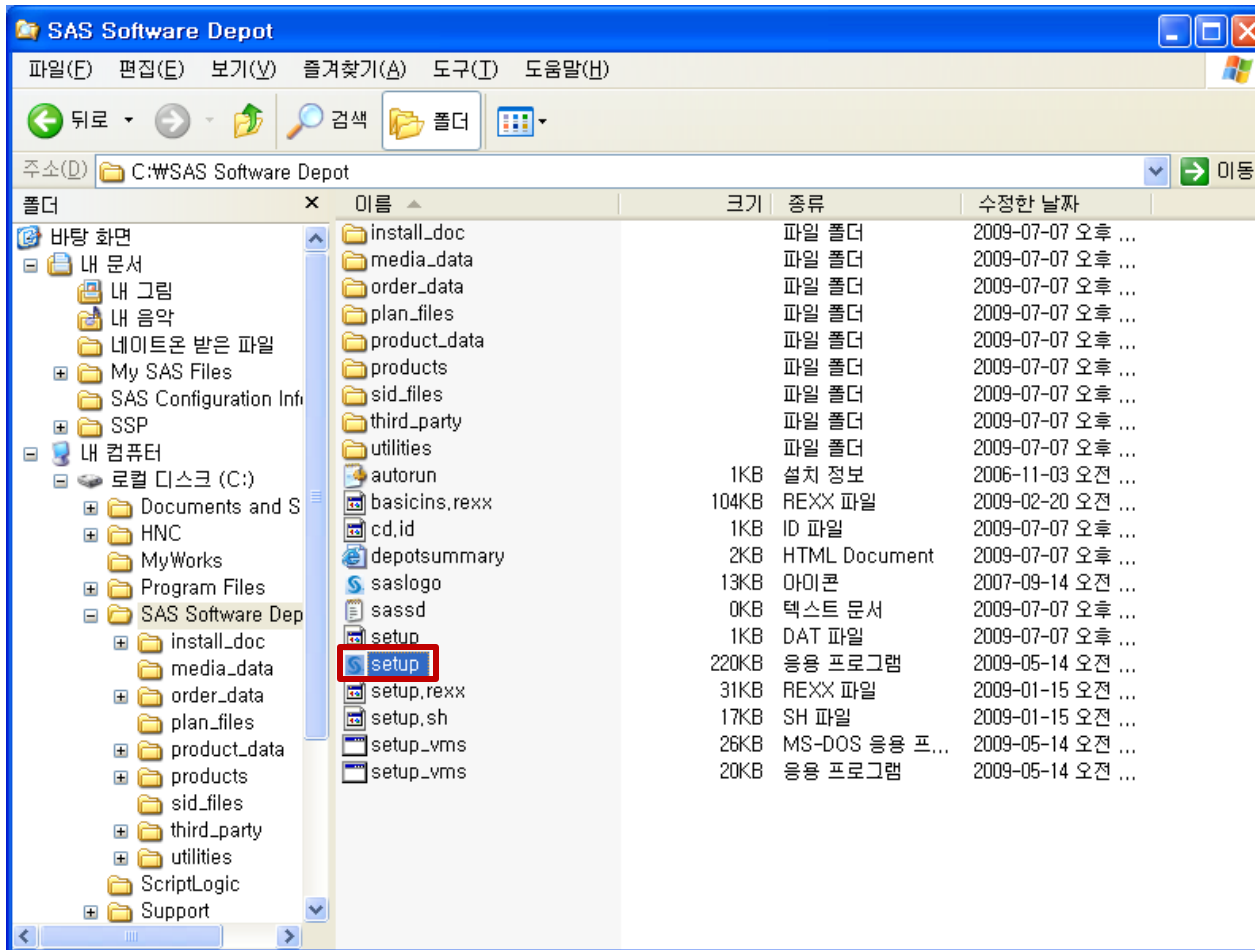 SAS Software Depot
파일(F) 편집(E) 보기(V) 즐겨찾기(A) 도구(T) 도움말(H)
뒤로 검색 폴더
주소(D) C:₩SAS Software Depot 이동
폴더 × 이름 크기 종류 수정한 날짜
바탕 화면
내 문서
내 그림
내 음악
네이트온 받은 파일
My SAS Files
SAS Configuration Inf
SSP
내 컴퓨터
로컬 디스크 (C:)
Documents and S
HNC
MyWorks
Program Files
SAS Software Dep
install_doc
media_data
order_data
plan_files
product_data
products
sid_files
third_party
utilities
ScriptLogic
Support
install_doc 파일 폴더 2009-07-07 오후 ...
media_data 파일 폴더 2009-07-07 오후 ...
order_data 파일 폴더 2009-07-07 오후 ...
plan_files 파일 폴더 2009-07-07 오후 ...
product_data 파일 폴더 2009-07-07 오후 ...
products 파일 폴더 2009-07-07 오후 ...
sid_files 파일 폴더 2009-07-07 오후 ...
third_party 파일 폴더 2009-07-07 오후 ...
utilities 파일 폴더 2009-07-07 오후 ...
autorun 1KB 설치 정보 2006-11-03 오전 ...
basicins.rexx 104KB REXX 파일 2009-02-20 오전 ...
cd.id 1KB ID 파일 2009-07-07 오후 ...
depotsummary 2KB HTML Document 2009-07-07 오후 ...
saslogo 13KB 아이콘 2007-09-14 오전 ...
sassd 0KB 텍스트 문서 2009-07-07 오후 ...
setup 1KB DAT 파일 2009-07-07 오후 ...
setup 220KB 응용 프로그램 2009-05-14 오전 ...
setup.rexx 31KB REXX 파일 2009-01-15 오전 ...
setup.sh 17KB SH 파일 2009-01-15 오전 ...
setup_vms 26KB MS-DOS 응용 프... 2009-05-14 오전 ...
setup_vms 20KB 응용 프로그램 2009-05-14 오전 ...